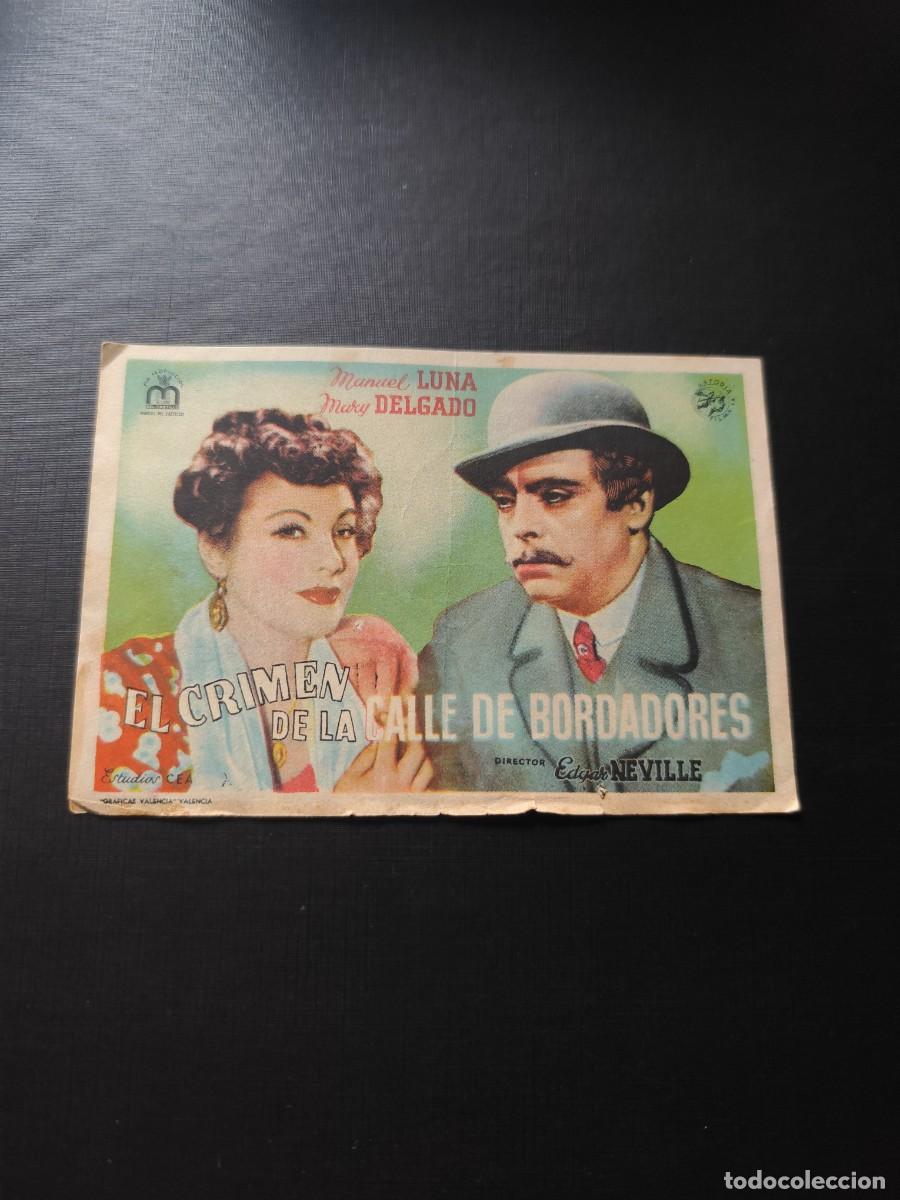 Manuel LUNA
Mary DELGADO
EL CRIMEN
DE LA CALLE DE BORDADORES
DIRECTOR Edgar NEVILLE
Estudios CEA
"GRAFICAS VALENCIA" VALENCIA
todocoleccion